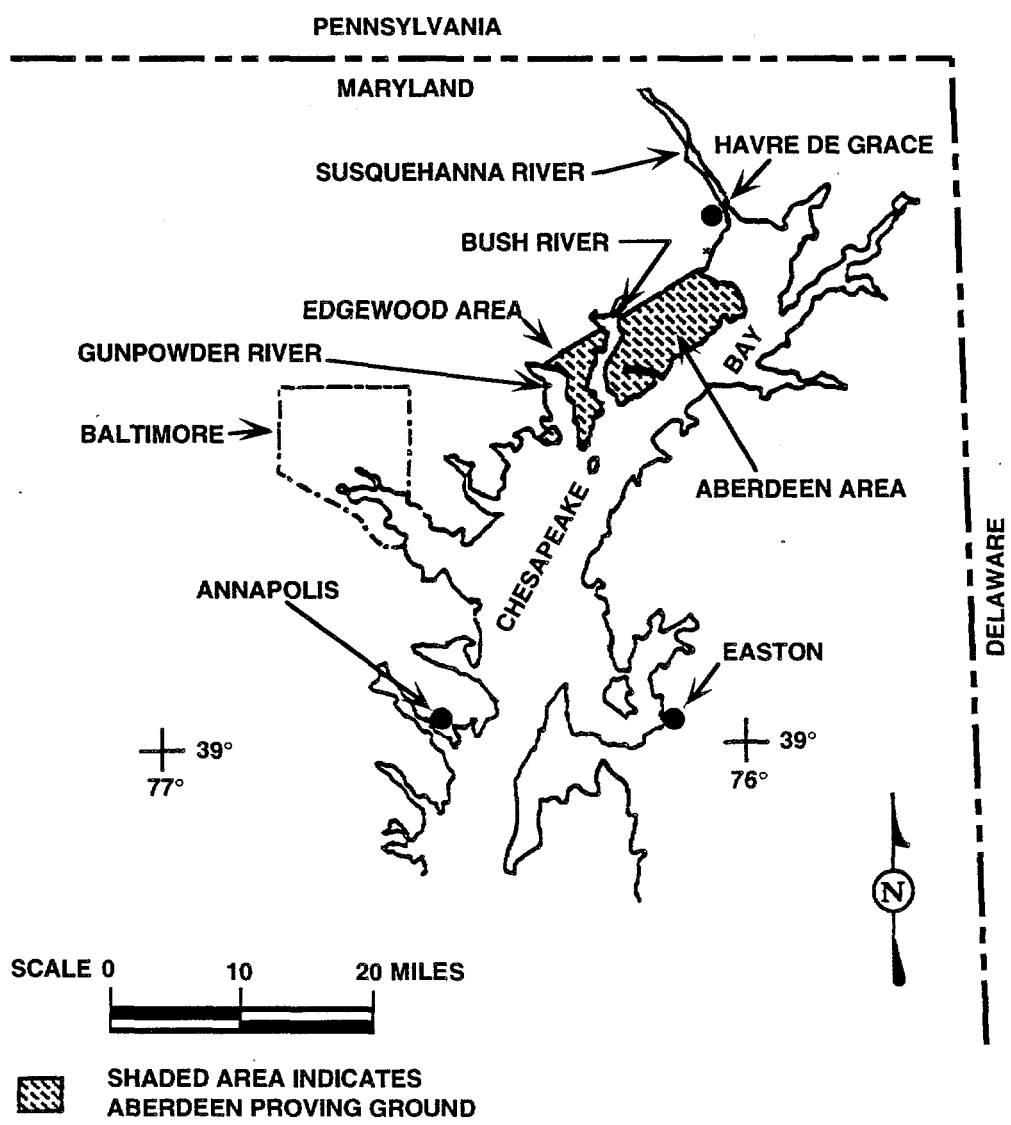 PENNSYLVANIA
MARYLAND
HAVRE DE GRACE
SUSQUEHANNA RIVER
BUSH RIVER
EDGEWOOD AREA
GUNPOWDER RIVER
BAY
BALTIMORE
ABERDEEN AREA
CHESAPEAKE
DELAWARE
ANNAPOLIS
EASTON
39°
77°
39°
76°
N
SCALE 0 10 20 MILES
SHADED AREA INDICATES
ABERDEEN PROVING GROUND